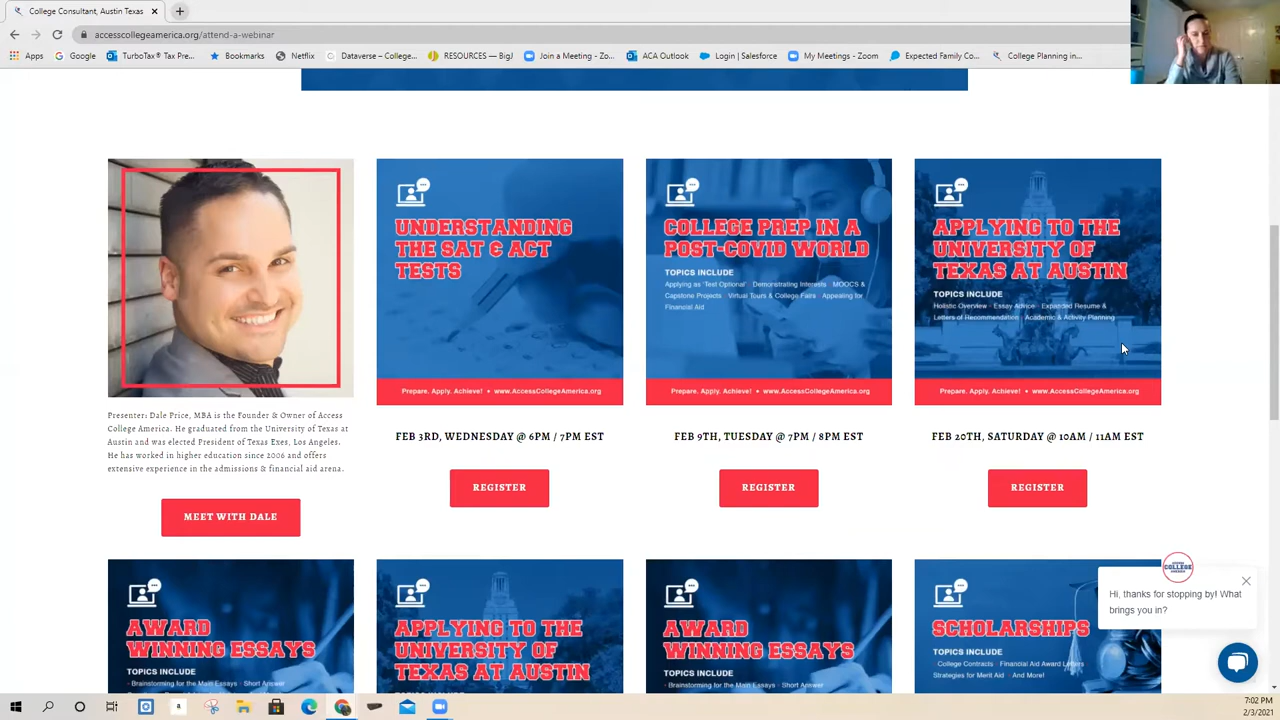 College Consultant, Austin Texas
accesscollegeamerica.org/attend-a-webinar
Apps
Google
TurboTax® Tax Pre...
Bookmarks
Netflix
Dataverse – College...
RESOURCES — BigJ
Join a Meeting - Zo...
ACA Outlook
Login | Salesforce
My Meetings - Zoom
Expected Family Co...
College Planning in...
UNDERSTANDING
THE SAT & ACT
TESTS
Prepare. Apply. Achieve! • www.AccessCollegeAmerica.org
COLLEGE PREP IN A
POST-COVID WORLD
TOPICS INCLUDE
Applying as 'Test Optional' · Demonstrating Interests · MOOCS &
Capstone Projects · Virtual Tours & College Fairs · Appealing for
Financial Aid
Prepare. Apply. Achieve! • www.AccessCollegeAmerica.org
APPLYING TO THE
UNIVERSITY OF
TEXAS AT AUSTIN
TOPICS INCLUDE
Holistic Overview · Essay Advice · Expanded Resume &
Letters of Recommendation · Academic & Activity Planning
Prepare. Apply. Achieve! • www.AccessCollegeAmerica.org
Presenter: Dale Price, MBA is the Founder & Owner of Access
College America. He graduated from the University of Texas at
Austin and was elected President of Texas Exes, Los Angeles.
He has worked in higher education since 2006 and offers
extensive experience in the admissions & financial aid arena.
MEET WITH DALE
FEB 3RD, WEDNESDAY @ 6PM / 7PM EST
REGISTER
FEB 9TH, TUESDAY @ 7PM / 8PM EST
REGISTER
FEB 20TH, SATURDAY @ 10AM / 11AM EST
REGISTER
AWARD
WINNING ESSAYS
TOPICS INCLUDE
· Brainstorming for the Main Essays · Short Answer
APPLYING TO THE
UNIVERSITY OF
TEXAS AT AUSTIN
AWARD
WINNING ESSAYS
TOPICS INCLUDE
· Brainstorming for the Main Essays · Short Answer
SCHOLARSHIPS
TOPICS INCLUDE
· College Contracts · Financial Aid Award Letters
Strategies for Merit Aid · And More!
ACCESS
COLLEGE
AMERICA
Hi, thanks for stopping by! What
brings you in?
7:02 PM
2/3/2021